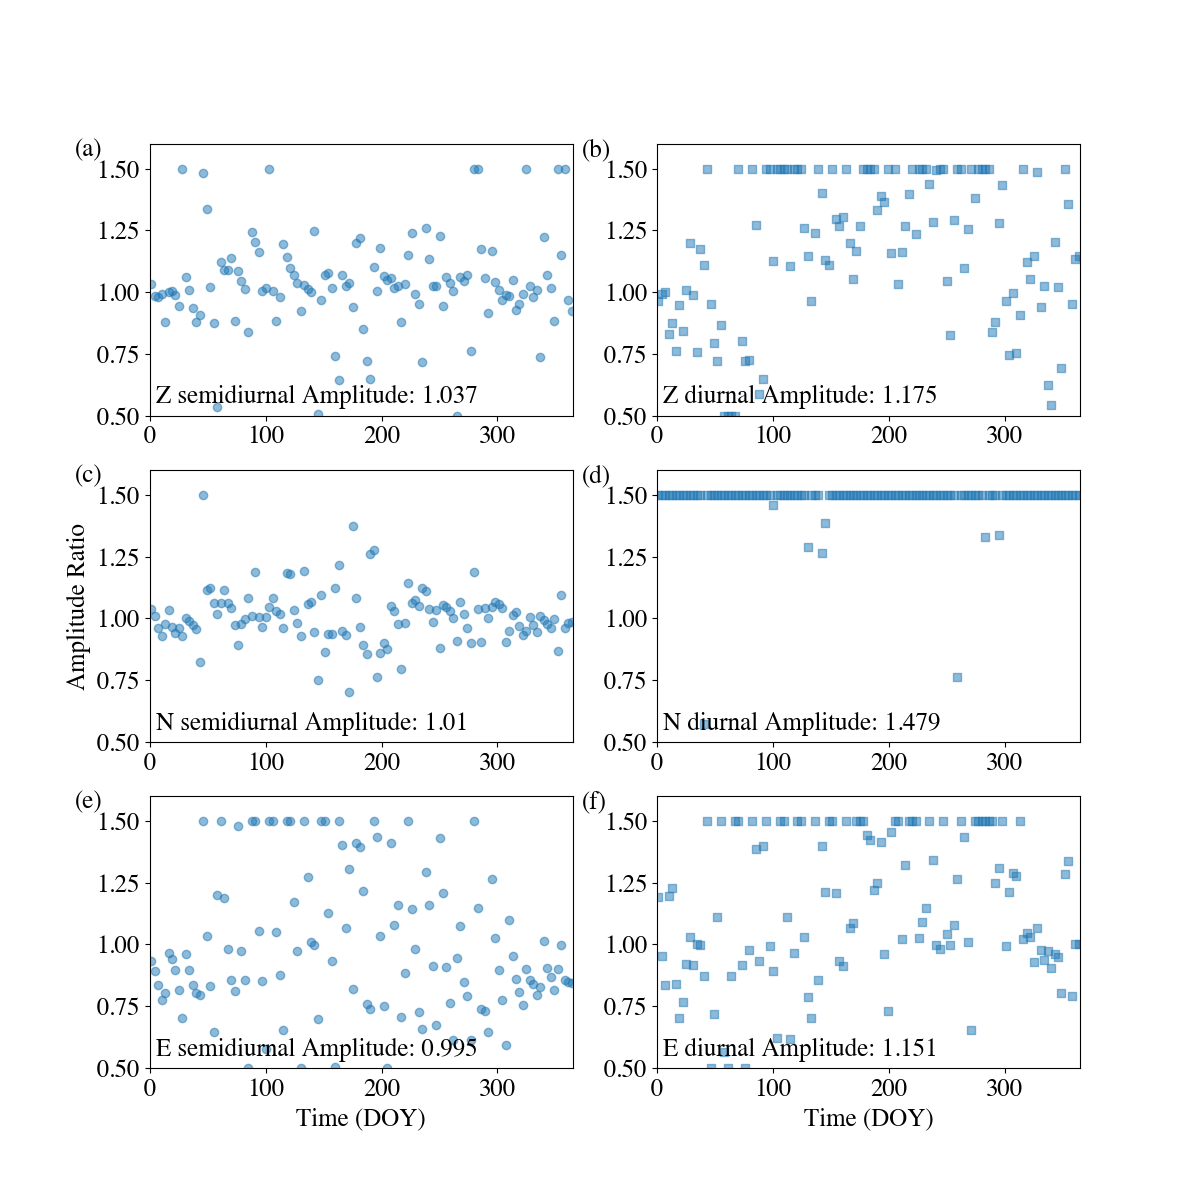 (a)
1.50
1.25
1.00
0.75
0.50
Z semidiurnal Amplitude: 1.037
0 100 200 300
(b)
1.50
1.25
1.00
0.75
0.50
Z diurnal Amplitude: 1.175
0 100 200 300
(c)
Amplitude Ratio
1.50
1.25
1.00
0.75
0.50
N semidiurnal Amplitude: 1.01
0 100 200 300
(d)
1.50
1.25
1.00
0.75
0.50
N diurnal Amplitude: 1.479
0 100 200 300
(e)
1.50
1.25
1.00
0.75
0.50
E semidiurnal Amplitude: 0.995
0 100 200 300
Time (DOY)
(f)
1.50
1.25
1.00
0.75
0.50
E diurnal Amplitude: 1.151
0 100 200 300
Time (DOY)